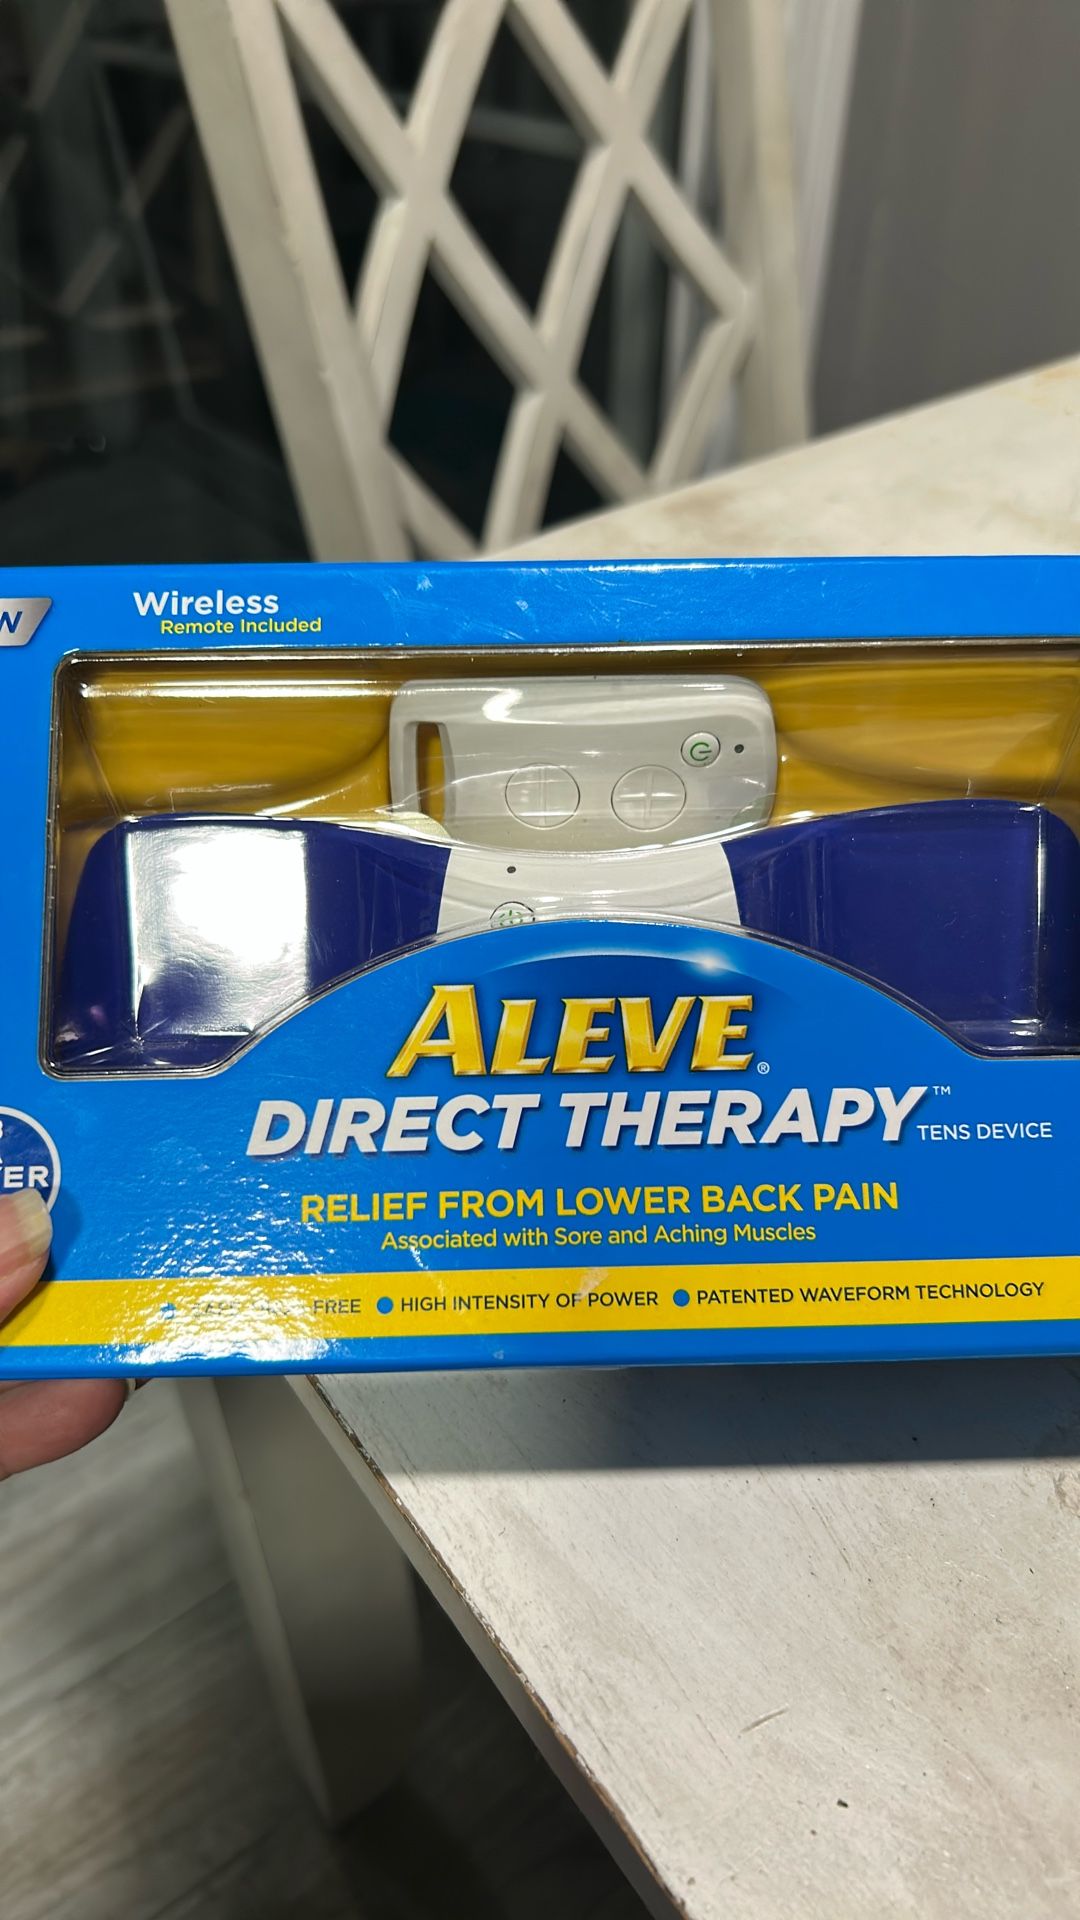 Wireless
Remote Included
ALEVE®
DIRECT THERAPY™
TENS DEVICE
RELIEF FROM LOWER BACK PAIN
Associated with Sore and Aching Muscles
FREE • HIGH INTENSITY OF POWER • PATENTED WAVEFORM TECHNOLOGY